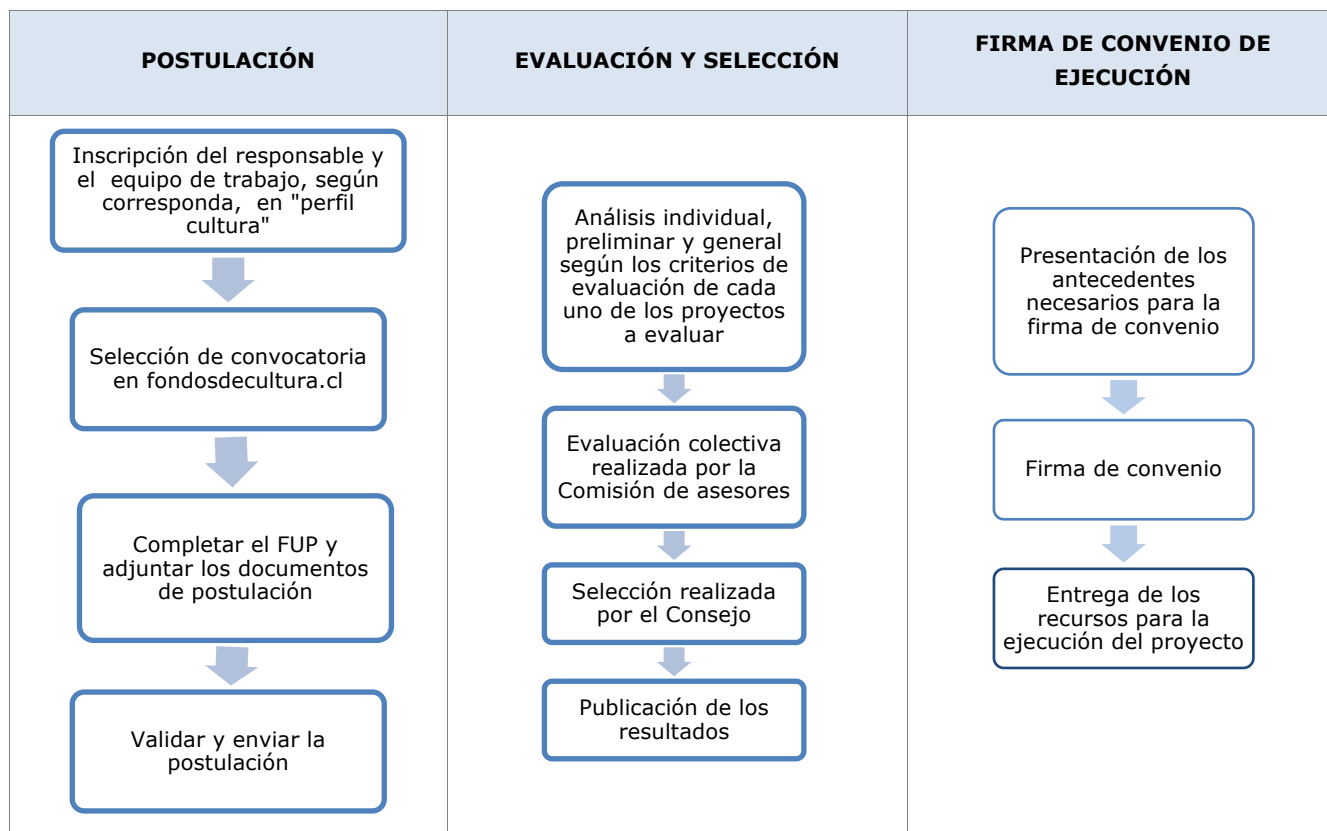 POSTULACIÓN
Inscripción del responsable y
el equipo de trabajo, según
corresponda, en "perfil
cultura"
Selección de convocatoria
en fondosdecultura.cl
Completar el FUP y
adjuntar los documentos
de postulación
Validar y enviar la
postulación
EVALUACIÓN Y SELECCIÓN
Análisis individual,
preliminar y general
según los criterios de
evaluación de cada
uno de los proyectos
a evaluar
Evaluación colectiva
realizada por la
Comisión de asesores
Selección realizada
por el Consejo
Publicación de los
resultados
FIRMA DE CONVENIO DE
EJECUCIÓN
Presentación de los
antecedentes
necesarios para la
firma de convenio
Firma de convenio
Entrega de los
recursos para la
ejecución del proyecto